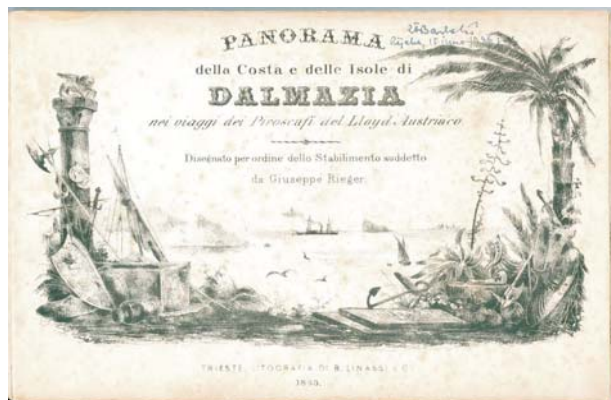 PANORAMA
della Costa e delle Isole di
DALMAZIA
nei viaggi dei Piroscafi del Lloyd Austriaco
Disegnato per ordine dello Stabilimento suddetto
da Giuseppe Rieger.
TRIESTE, LITOGRAFIA DI B. LINASSI